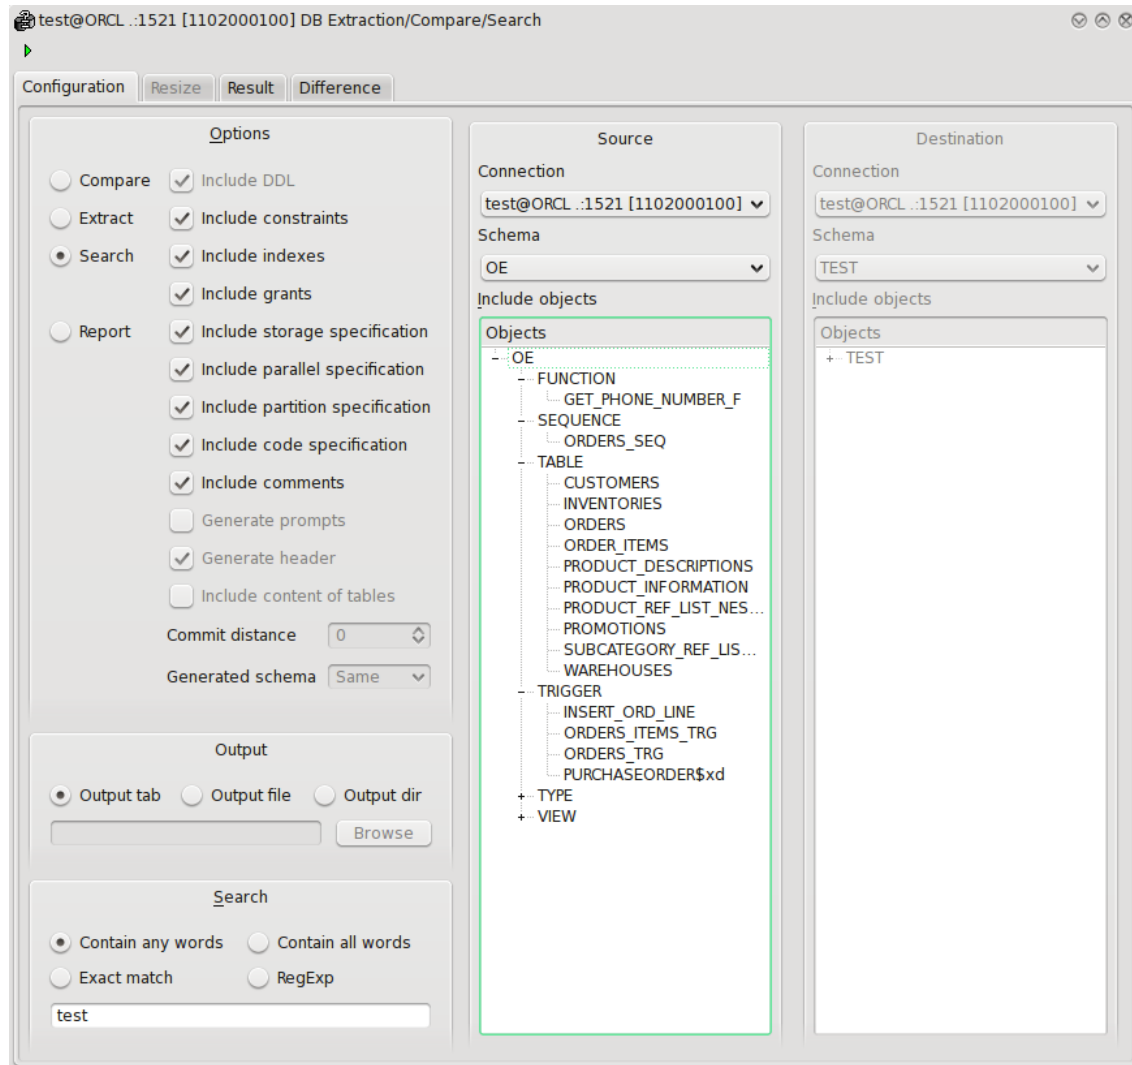 test@ORCL .:1521 [1102000100] DB Extraction/Compare/Search
Configuration Resize Result Difference
Options
Compare Include DDL
Extract Include constraints
Search Include indexes
Include grants
Report Include storage specification
Include parallel specification
Include partition specification
Include code specification
Include comments
Generate prompts
Generate header
Include content of tables
Commit distance 0
Generated schema Same
Output
Output tab Output file Output dir
Browse
Search
Contain any words Contain all words
Exact match RegExp
test
Source
Connection
test@ORCL .:1521 [1102000100]
Schema
OE
Include objects
Objects
OE
FUNCTION
GET_PHONE_NUMBER_F
SEQUENCE
ORDERS_SEQ
TABLE
CUSTOMERS
INVENTORIES
ORDERS
ORDER_ITEMS
PRODUCT_DESCRIPTIONS
PRODUCT_INFORMATION
PRODUCT_REF_LIST_NES...
PROMOTIONS
SUBCATEGORY_REF_LIS...
WAREHOUSES
TRIGGER
INSERT_ORD_LINE
ORDERS_ITEMS_TRG
ORDERS_TRG
PURCHASEORDER$xd
TYPE
VIEW
Destination
Connection
test@ORCL .:1521 [1102000100]
Schema
TEST
Include objects
Objects
TEST